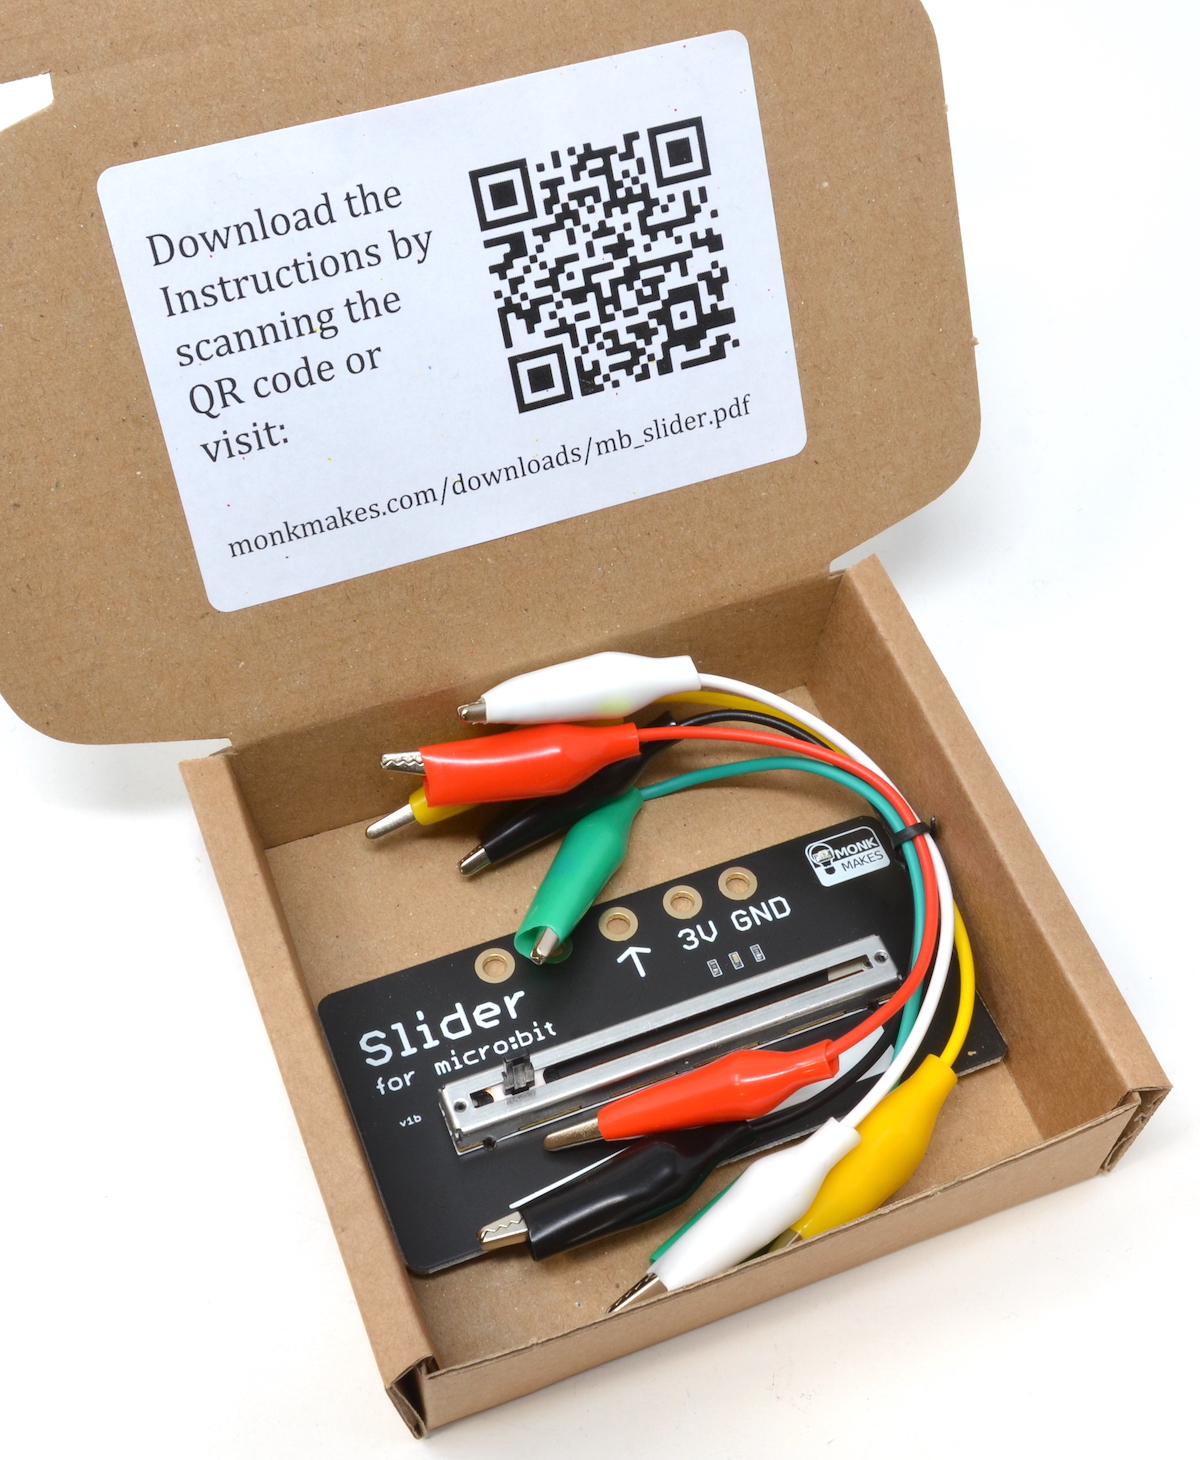 Download the
Instructions by
scanning the
QR code or
visit:
monkmakes.com/downloads/mb_slider.pdf
MONK
MAKES
3V GND
Slider
for micro:bit
v1b